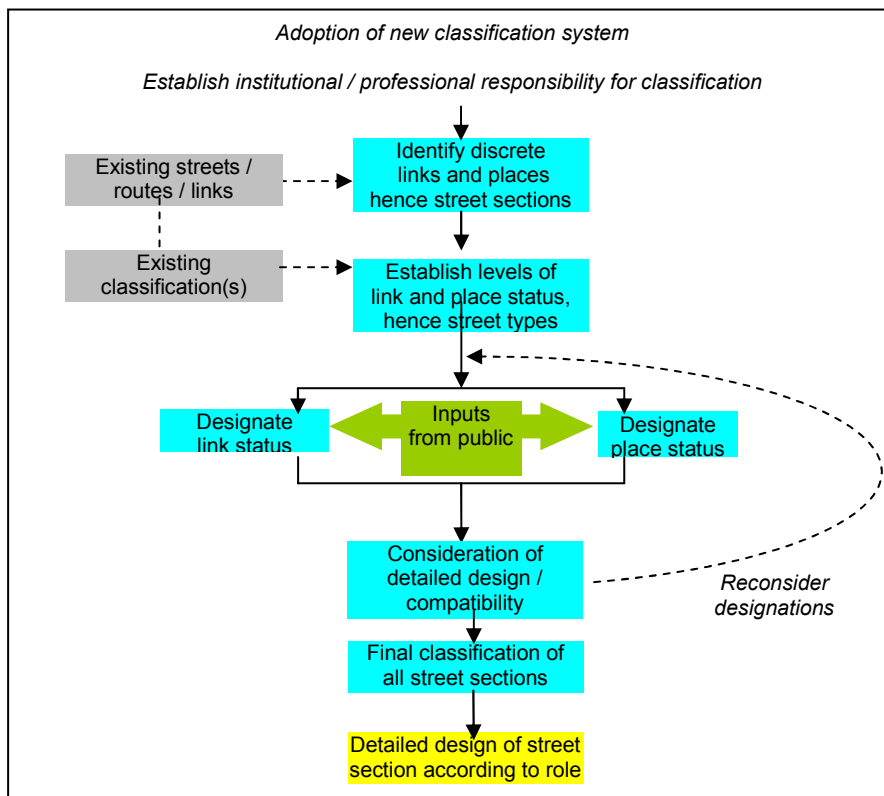 Adoption of new classification system
Establish institutional / professional responsibility for classification
Existing streets /
routes / links
Identify discrete
links and places
hence street sections
Existing
classification(s)
Establish levels of
link and place status,
hence street types
Designate
link status
Inputs
from public
Designate
place status
Consideration of
detailed design /
compatibility
Reconsider
designations
Final classification of
all street sections
Detailed design of street
section according to role